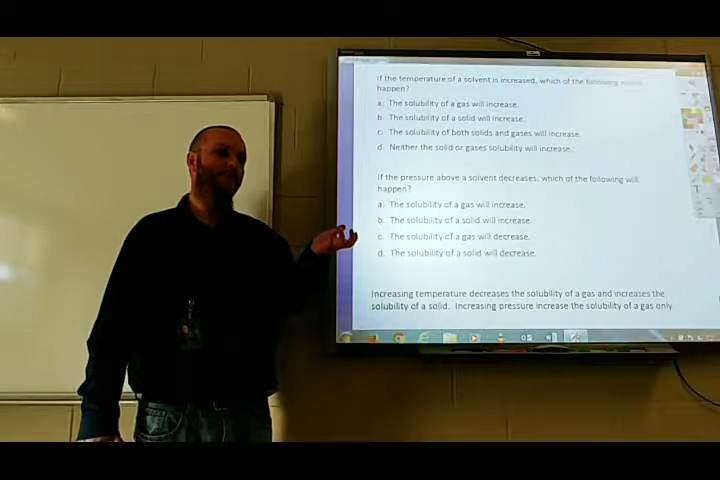 If the temperature of a solvent is increased, which of the following would
happen?
a. The solubility of a gas will increase.
b. The solubility of a solid will increase.
c. The solubility of both solids and gases will increase.
d. Neither the solid or gases solubility will increase.
If the pressure above a solvent decreases, which of the following will
happen?
a. The solubility of a gas will increase.
b. The solubility of a solid will increase.
c. The solubility of a gas will decrease.
d. The solubility of a solid will decrease.
Increasing temperature decreases the solubility of a gas and increases the
solubility of a solid. Increasing pressure increase the solubility of a gas only